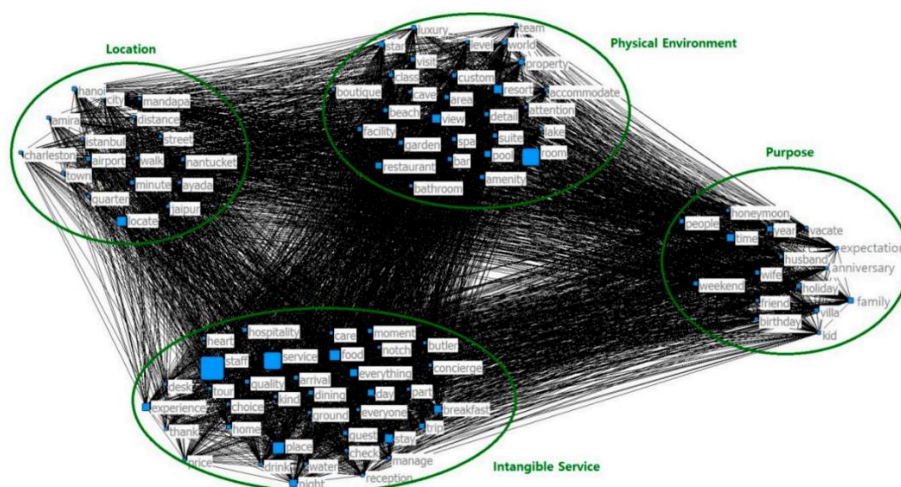 Location
hanoi
city
mandapa
amira
distance
istanbul
street
charleston
airport
walk
nantucket
town
minute
ayada
quarter
jaipur
locate
Physical Environment
luxury
team
star
level
world
visit
property
class
custom
boutique
cave
area
resort
accommodate
beach
view
detail
attention
facility
garden
spa
suite
lake
restaurant
bar
pool
room
bathroom
amenity
Purpose
people
honeymoon
time
year
vacate
expectation
husband
anniversary
weekend
wife
holiday
friend
villa
family
birthday
kid
heart
hospitality
care
moment
staff
service
food
notch
butler
desk
tour
quality
arrival
everything
concierge
experience
choice
kind
dining
day
part
thank
home
ground
everyone
breakfast
price
place
guest
stay
trip
drink
water
check
manage
night
reception
Intangible Service